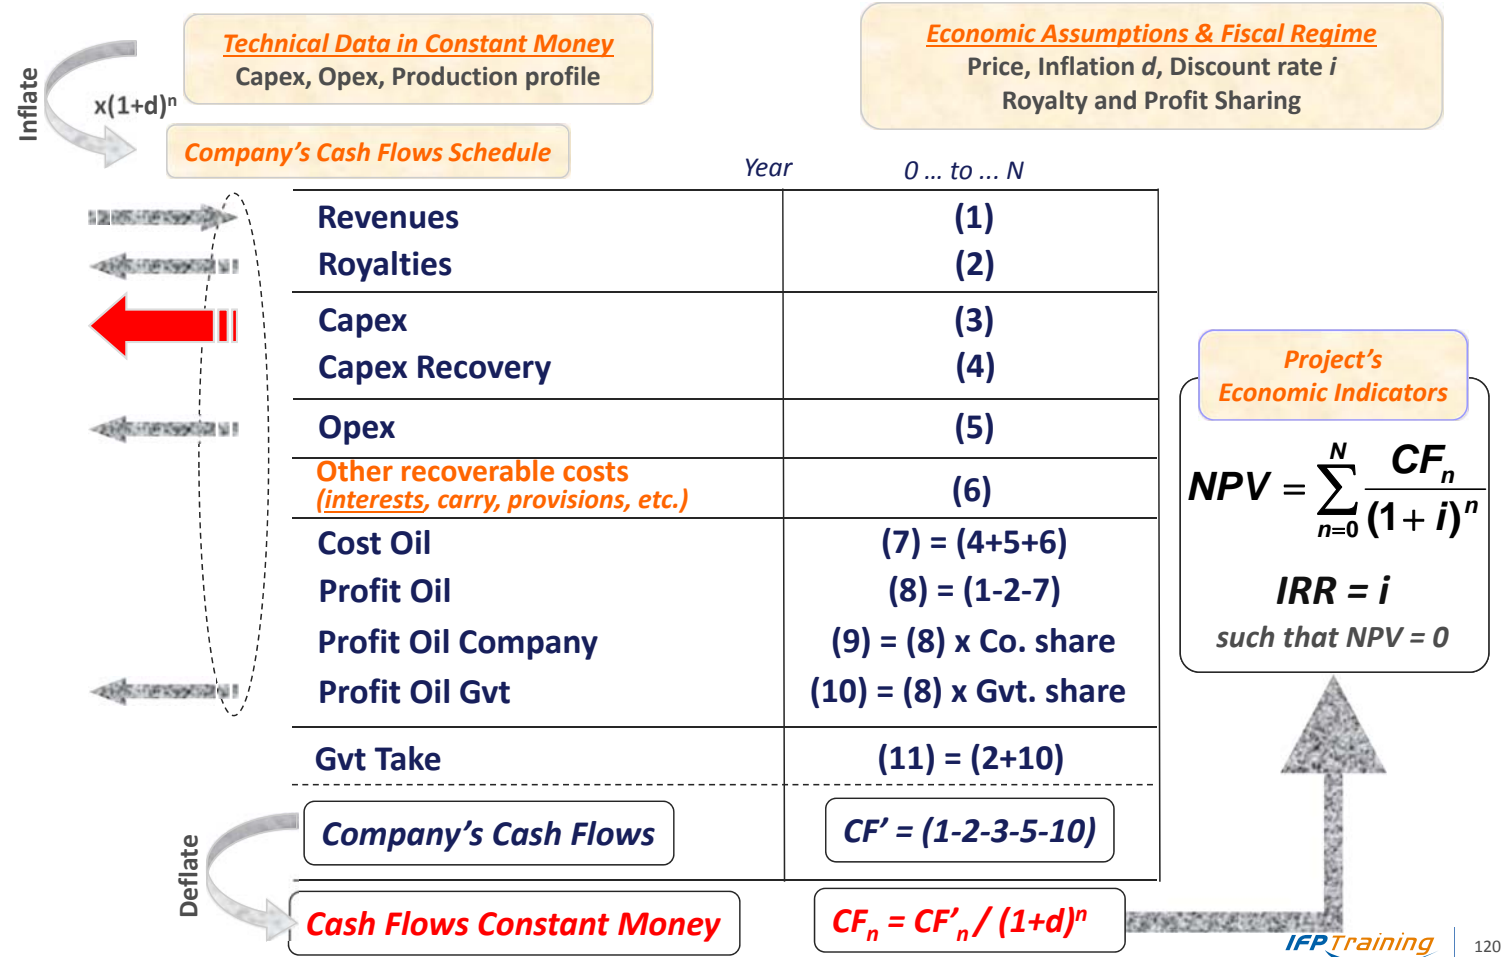 Technical Data in Constant Money
Capex, Opex, Production profile
Economic Assumptions & Fiscal Regime
Price, Inflation d, Discount rate i
Royalty and Profit Sharing
Inflate
x(1+d)ⁿ
Company's Cash Flows Schedule
Year 0 ... to ... N
Revenues (1)
Royalties (2)
Capex (3)
Capex Recovery (4)
Opex (5)
Other recoverable costs
(interests, carry, provisions, etc.) (6)
Cost Oil (7) = (4+5+6)
Profit Oil (8) = (1-2-7)
Profit Oil Company (9) = (8) x Co. share
Profit Oil Gvt (10) = (8) x Gvt. share
Gvt Take (11) = (2+10)
Company's Cash Flows CF' = (1-2-3-5-10)
Deflate
Cash Flows Constant Money CFₙ = CF'ₙ / (1+d)ⁿ
Project's
Economic Indicators
NPV = ∑ₙ₌₀ᴺ CFₙ / (1+ i)ⁿ
IRR = i
such that NPV = 0
IFPTraining 120